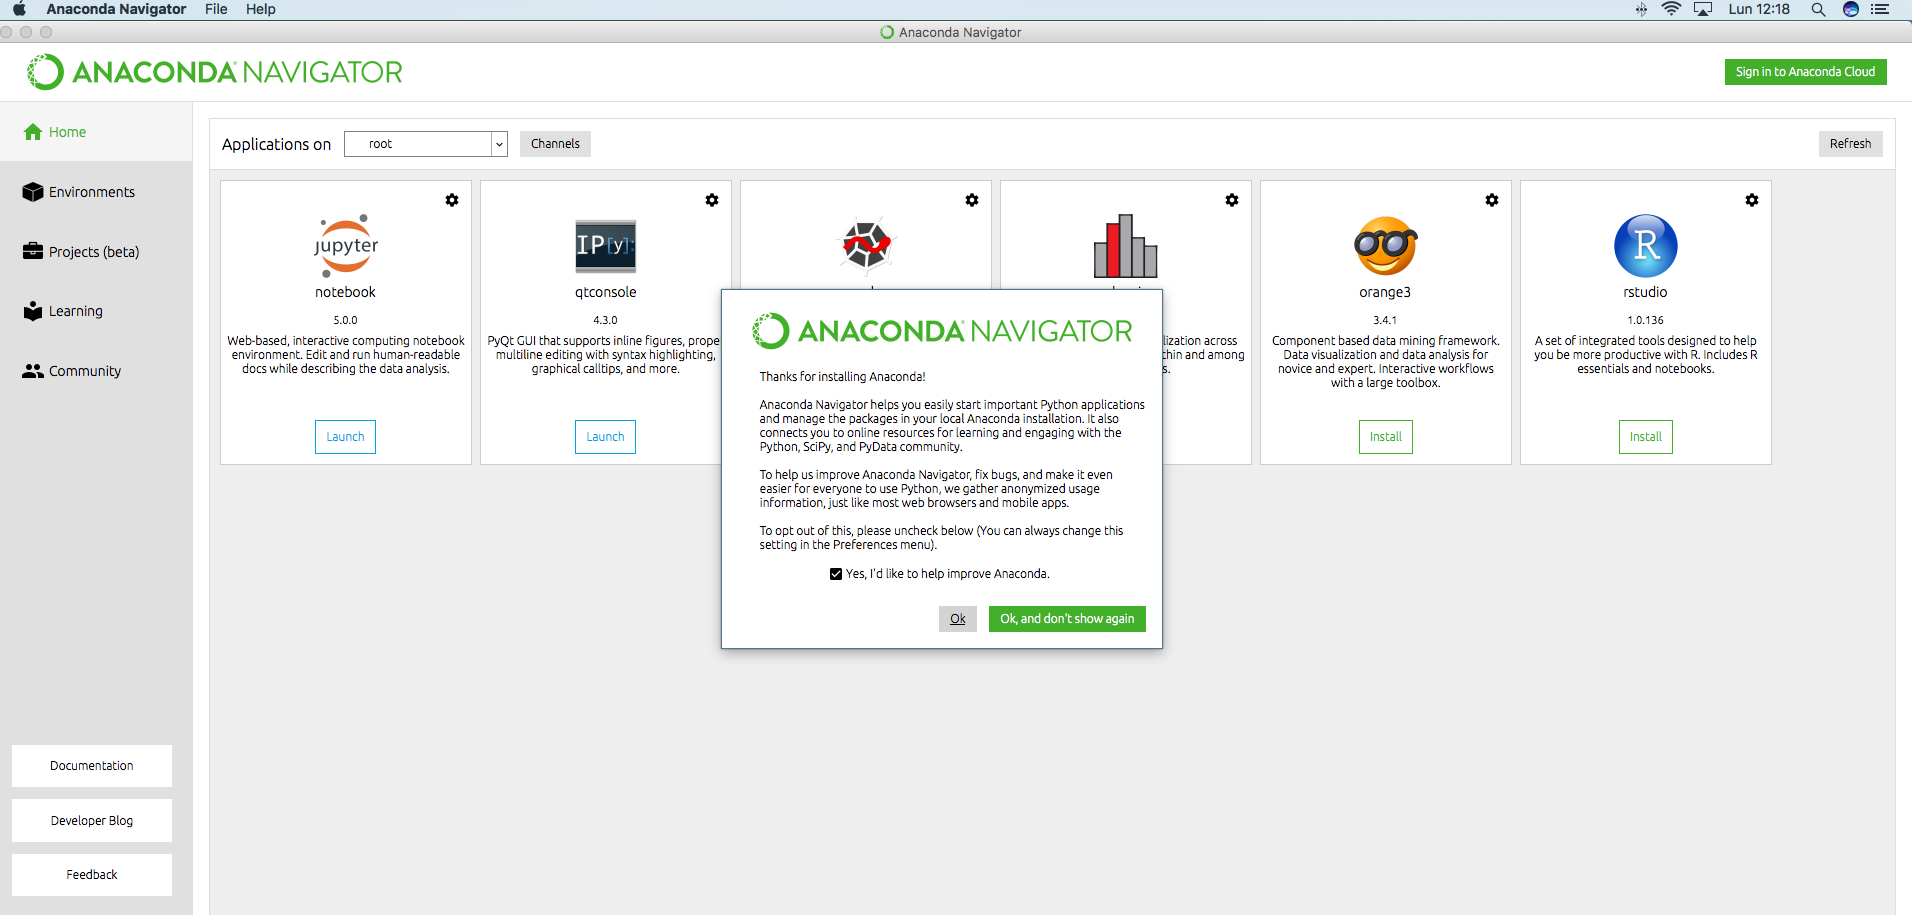 Anaconda Navigator File Help Lun 12:18
Anaconda Navigator
ANACONDA NAVIGATOR
Sign in to Anaconda Cloud
Home
Environments
Projects (beta)
Learning
Community
Documentation
Developer Blog
Feedback
Applications on root Channels Refresh
jupyter
notebook
5.0.0
Web-based, interactive computing notebook
environment. Edit and run human-readable
docs while describing the data analysis.
Launch
IP[y]:
qtconsole
4.3.0
PyQt GUI that supports inline figures, prope
multiline editing with syntax highlighting,
graphical calltips, and more.
Launch
lization across
thin and among
s.
orange3
3.4.1
Component based data mining framework.
Data visualization and data analysis for
novice and expert. Interactive workflows
with a large toolbox.
Install
R
rstudio
1.0.136
A set of integrated tools designed to help
you be more productive with R. Includes R
essentials and notebooks.
Install
ANACONDA NAVIGATOR
Thanks for installing Anaconda!
Anaconda Navigator helps you easily start important Python applications
and manage the packages in your local Anaconda installation. It also
connects you to online resources for learning and engaging with the
Python, SciPy, and PyData community.
To help us improve Anaconda Navigator, fix bugs, and make it even
easier for everyone to use Python, we gather anonymized usage
information, just like most web browsers and mobile apps.
To opt out of this, please uncheck below (You can always change this
setting in the Preferences menu).
Yes, I'd like to help improve Anaconda.
Ok
Ok, and don't show again